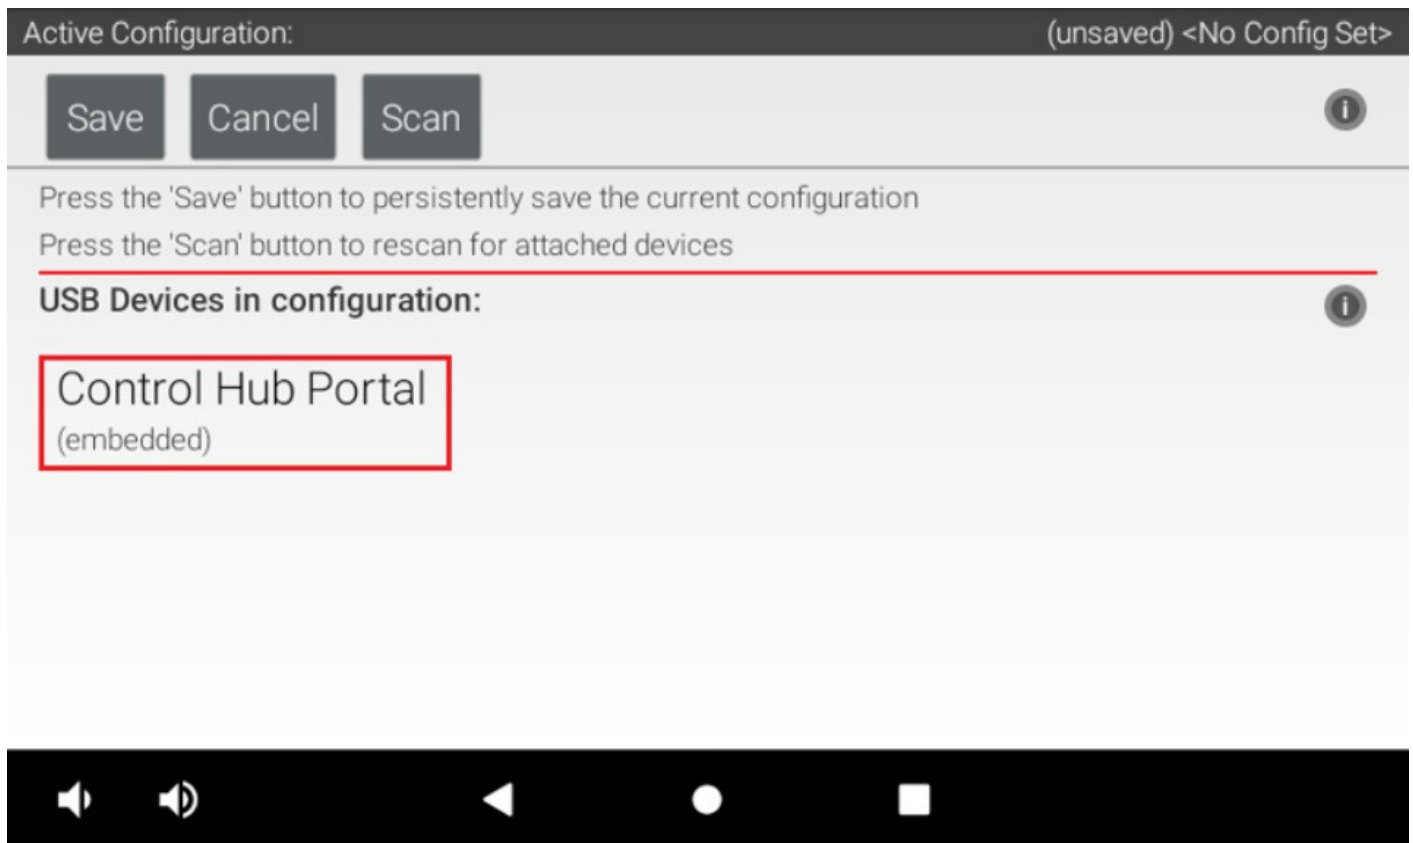 Active Configuration: (unsaved) <No Config Set>
Save Cancel Scan
Press the 'Save' button to persistently save the current configuration
Press the 'Scan' button to rescan for attached devices
USB Devices in configuration:
Control Hub Portal
(embedded)